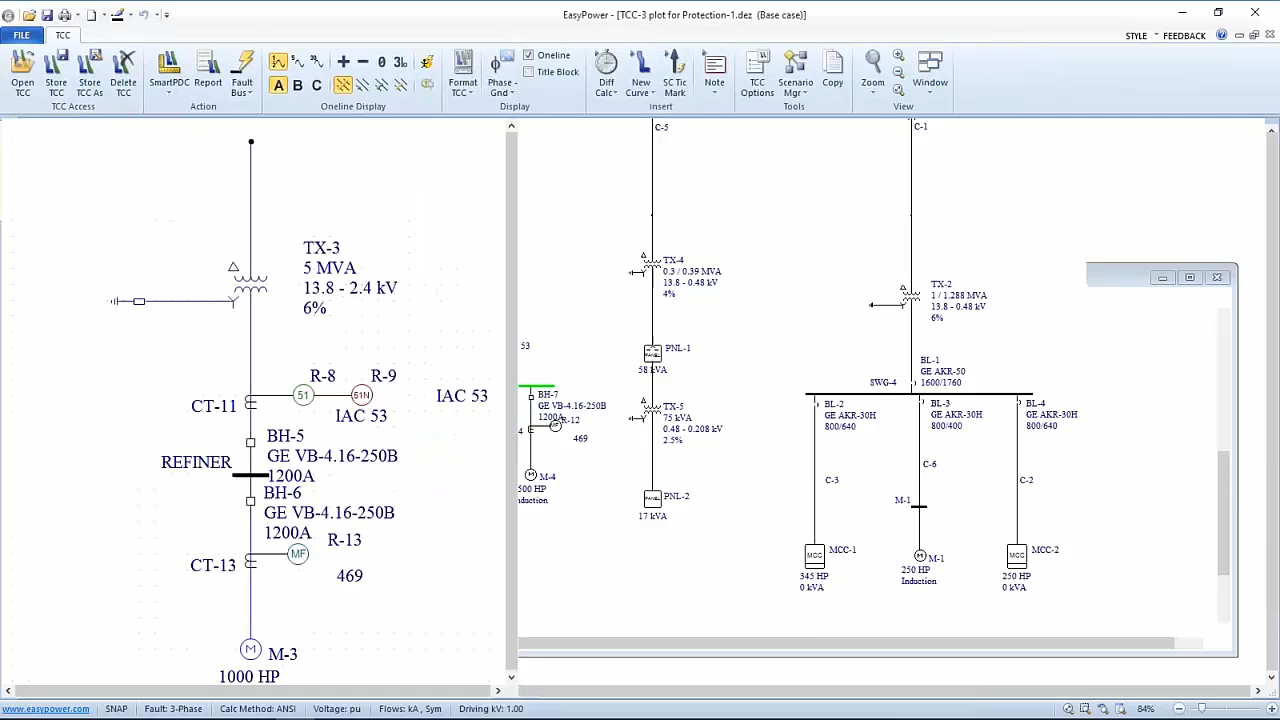 EasyPower - [TCC-3 plot for Protection-1.dez (Base case)]
FILE
TCC
STYLE
FEEDBACK
Open TCC
Store TCC
Store TCC As
Delete TCC
TCC Access
SmartPDC
Report
Fault Bus
Action
A B C
Oneline Display
Format TCC
Phase - Gnd
Oneline
Title Block
Display
Diff Calc
New Curve
SC Tic Mark
Note
Insert
TCC Options
Scenario Mgr
Copy
Tools
Zoom
Window
View
TX-3
5 MVA
13.8 - 2.4 kV
6%
R-8
R-9
51
51N
IAC 53
IAC 53
CT-11
BH-5
GE VB-4.16-250B
1200A
REFINER
BH-6
GE VB-4.16-250B
1200A
R-13
MF
CT-13
469
M
M-3
1000 HP
C-5
TX-4
0.3 / 0.39 MVA
13.8 - 0.48 kV
4%
53
PNL-1
58 kVA
BH-7
GE VB-4.16-250B
1200A
R-12
4
469
TX-5
75 kVA
0.48 - 0.208 kV
2.5%
M
M-4
500 HP
nduction
PNL-2
17 kVA
C-1
TX-2
1 / 1.288 MVA
13.8 - 0.48 kV
6%
BL-1
GE AKR-50
1600/1760
SWG-4
BL-2
GE AKR-30H
800/640
BL-3
GE AKR-30H
800/400
BL-4
GE AKR-30H
800/640
C-3
C-6
C-2
M-1
MCC
MCC-1
345 HP
0 kVA
M
M-1
250 HP
Induction
MCC
MCC-2
250 HP
0 kVA
www.easypower.com
SNAP
Fault: 3-Phase
Calc Method: ANSI
Voltage: pu
Flows: kA , Sym
Driving kV: 1.00
84%